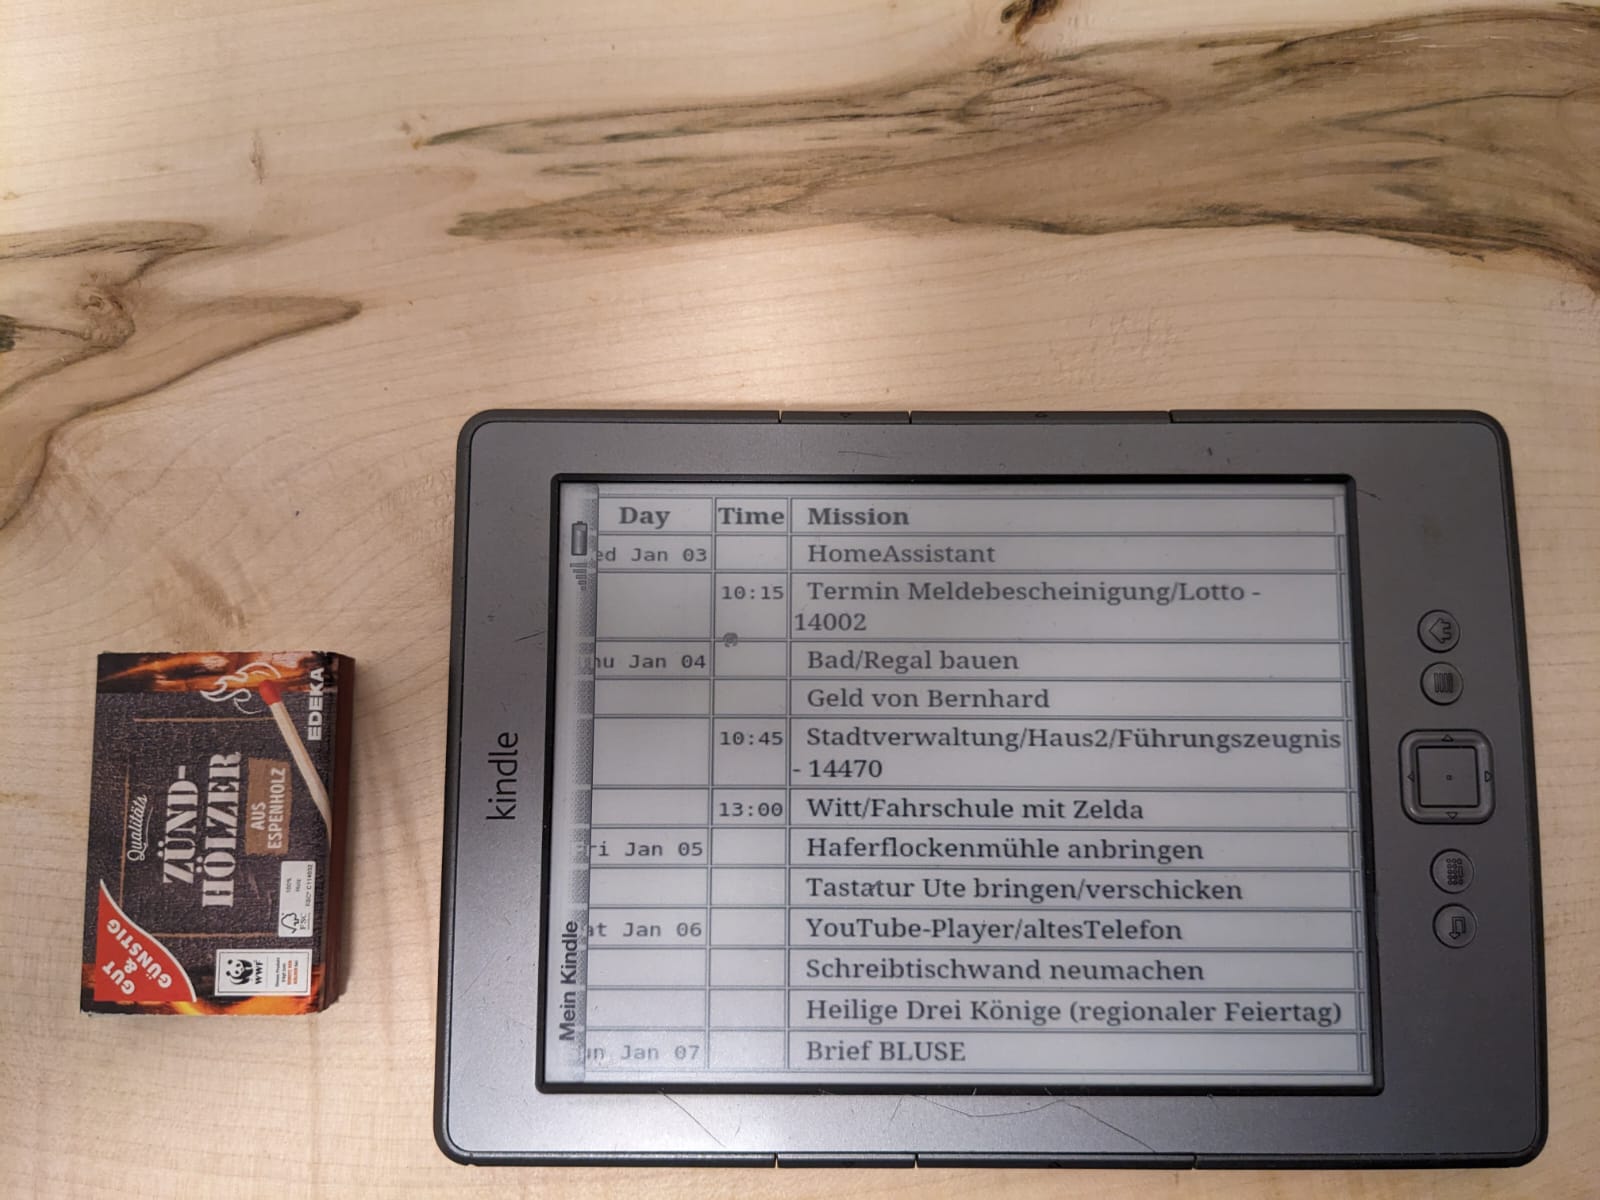 Day Time Mission
ed Jan 03 HomeAssistant
10:15 Termin Meldebescheinigung/Lotto -
14002
hu Jan 04 Bad/Regal bauen
Geld von Bernhard
10:45 Stadtverwaltung/Haus2/Führungszeugnis
- 14470
13:00 Witt/Fahrschule mit Zelda
ri Jan 05 Haferflockenmühle anbringen
Tastatur Ute bringen/verschicken
at Jan 06 YouTube-Player/altesTelefon
Schreibtischwand neumachen
Heilige Drei Könige (regionaler Feiertag)
un Jan 07 Brief BLUSE
Mein Kindle
kindle
EDEKA
Qualitäts
ZÜND-
HÖLZER
AUS
ESPENHOLZ
GUT
&
GÜNSTIG
WWF
FSC
100%
Holz